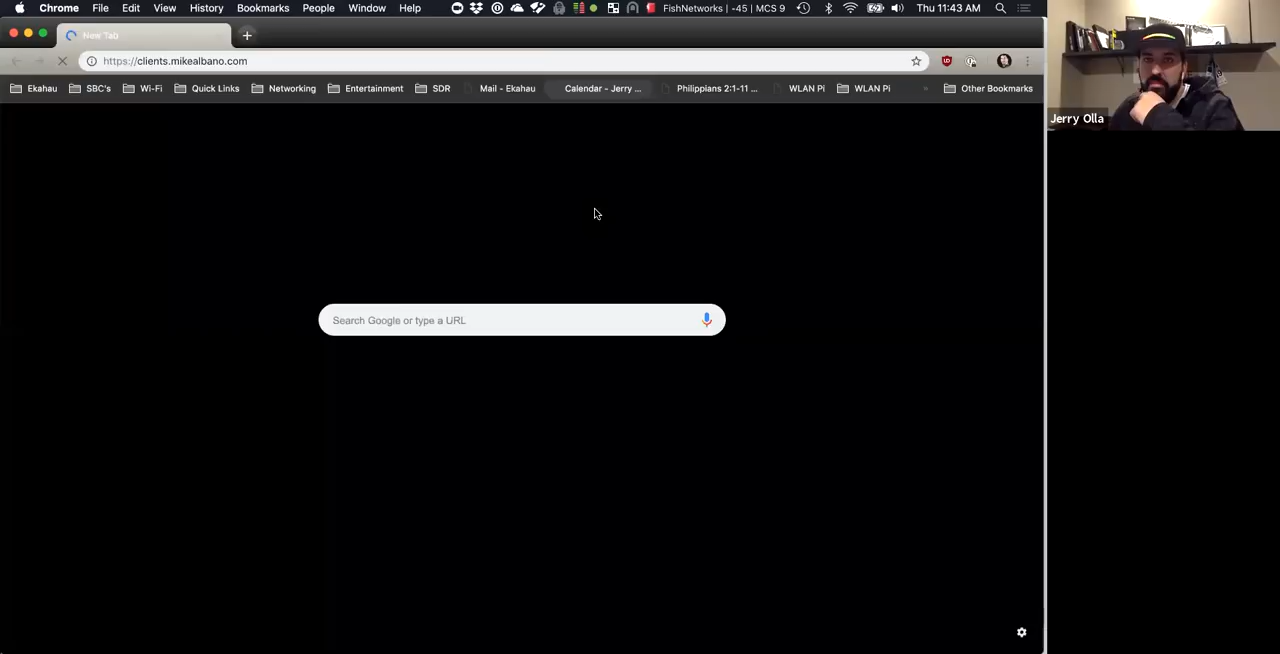 Chrome File Edit View History Bookmarks People Window Help FishNetworks | -45 | MCS 9 Thu 11:43 AM
New Tab
https://clients.mikealbano.com
Ekahau SBC's Wi-Fi Quick Links Networking Entertainment SDR Mail - Ekahau Calendar - Jerry ... Philippians 2:1-11 ... WLAN Pi WLAN Pi » Other Bookmarks
Jerry Olla
Search Google or type a URL